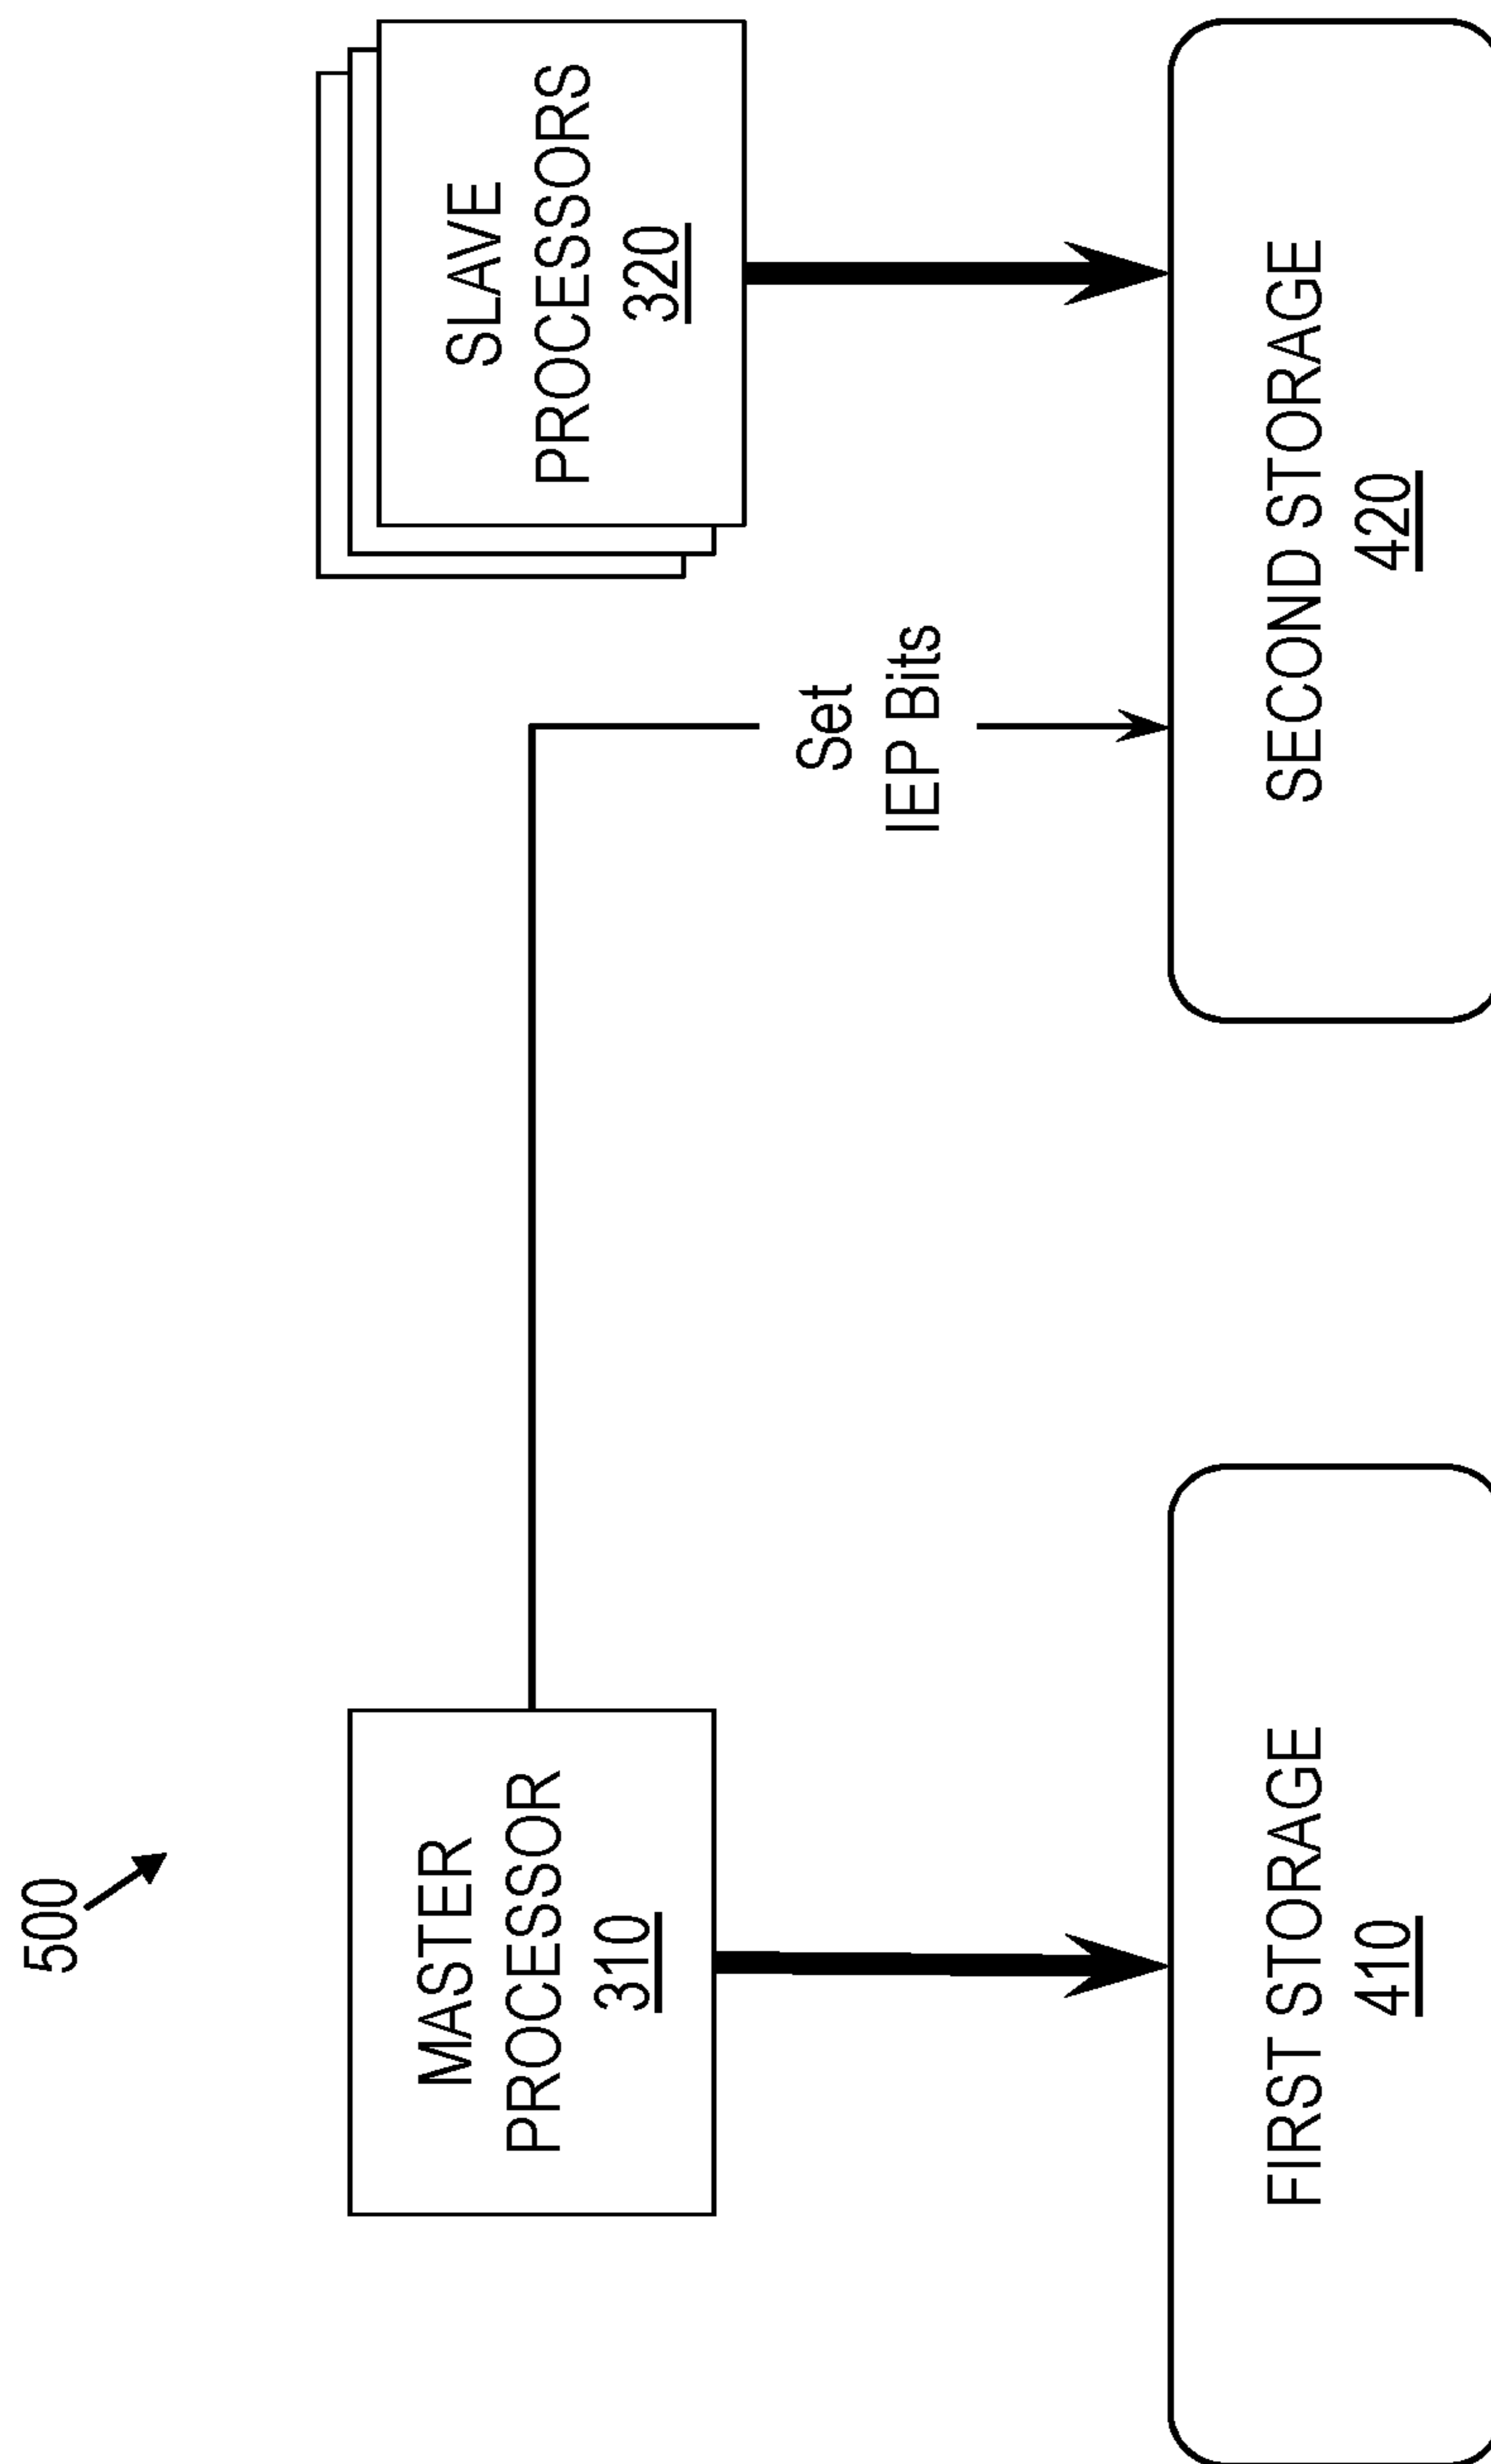 500
MASTER
PROCESSOR
310
SLAVE
PROCESSORS
320
Set
IEP Bits
FIRST STORAGE
410
SECOND STORAGE
420